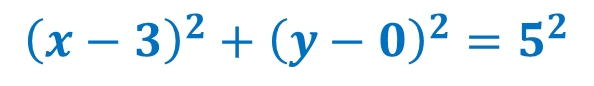 (x − 3)² + (y − 0)² = 5²